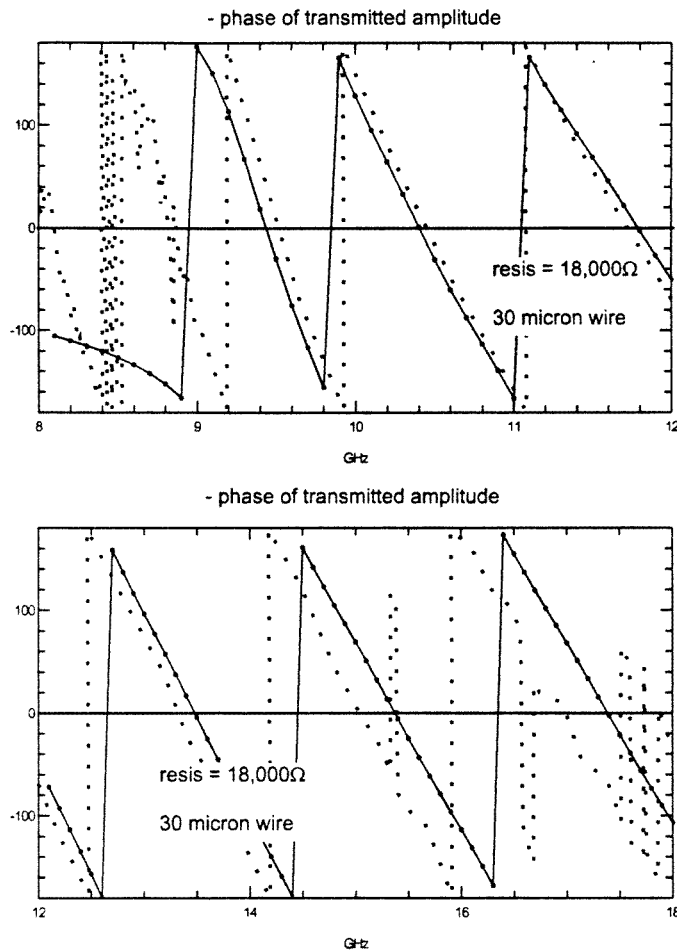 - phase of transmitted amplitude
100
0
-100
resis = 18,000Ω
30 micron wire
8
9
10
11
12
GHz
- phase of transmitted amplitude
100
0
-100
resis = 18,000Ω
30 micron wire
12
14
16
18
GHz